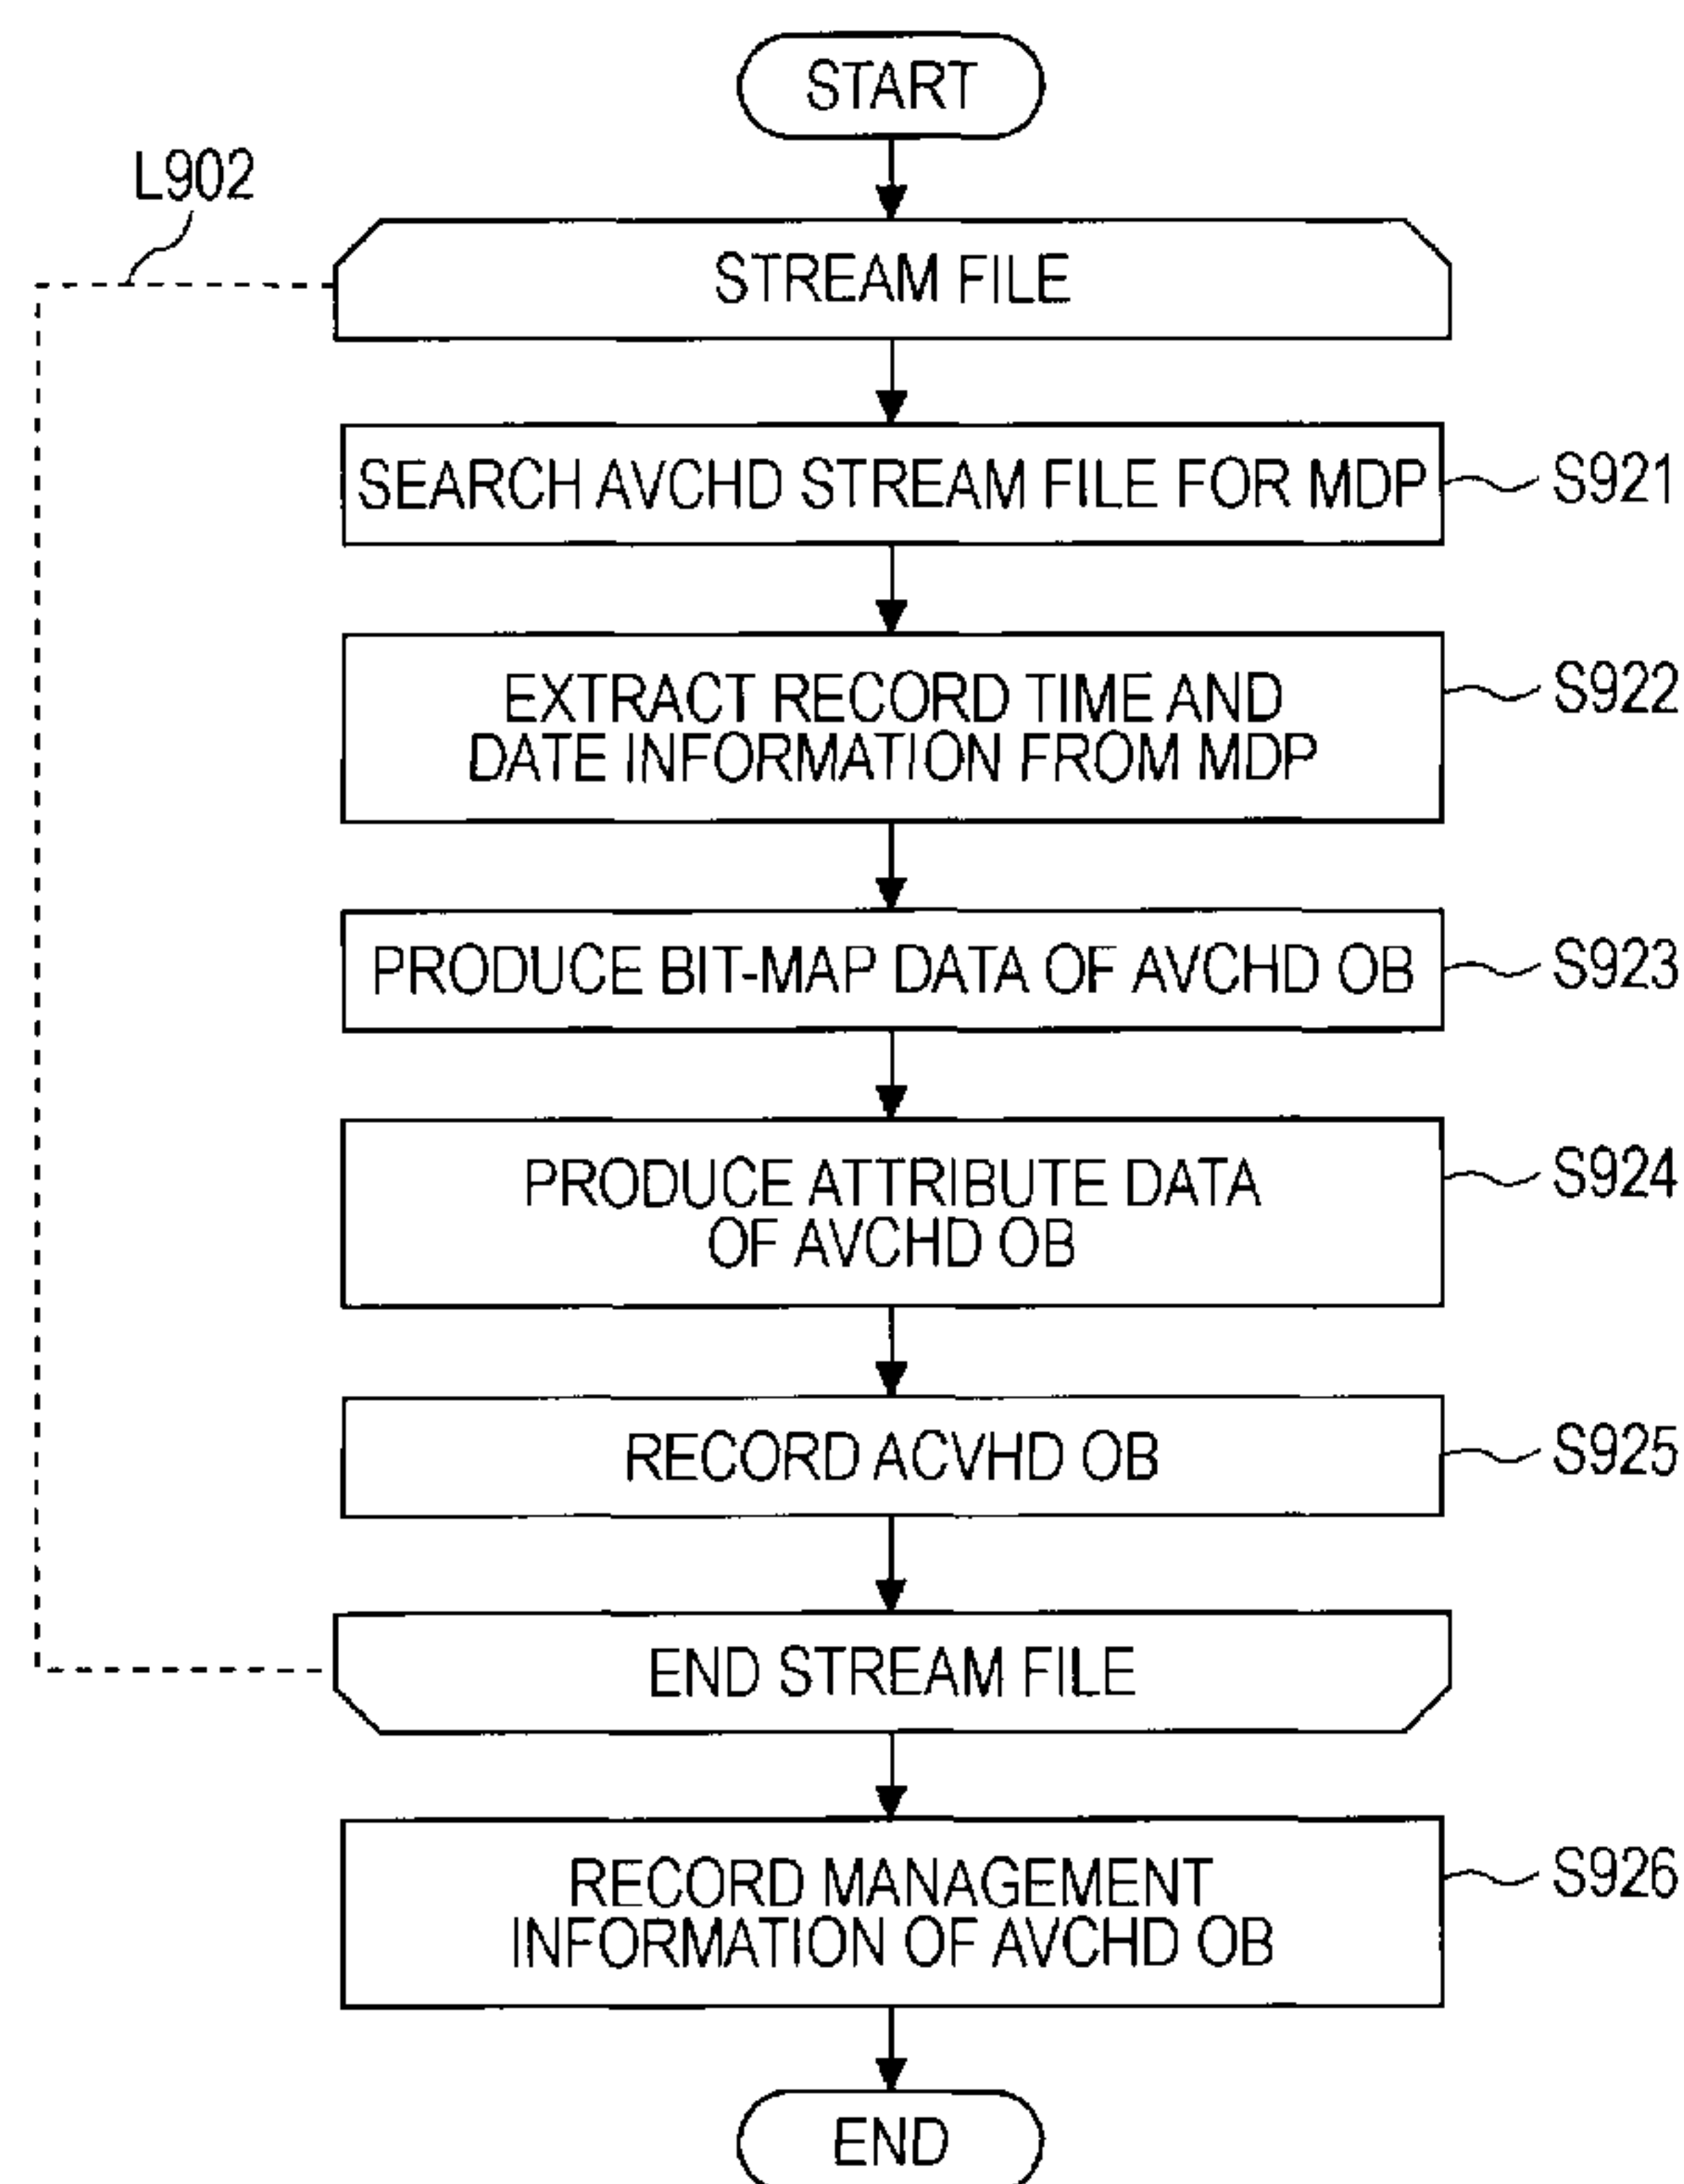 START
L902
STREAM FILE
SEARCH AVCHD STREAM FILE FOR MDP
S921
EXTRACT RECORD TIME AND
DATE INFORMATION FROM MDP
S922
PRODUCE BIT-MAP DATA OF AVCHD OB
S923
PRODUCE ATTRIBUTE DATA
OF AVCHD OB
S924
RECORD ACVHD OB
S925
END STREAM FILE
RECORD MANAGEMENT
INFORMATION OF AVCHD OB
S926
END